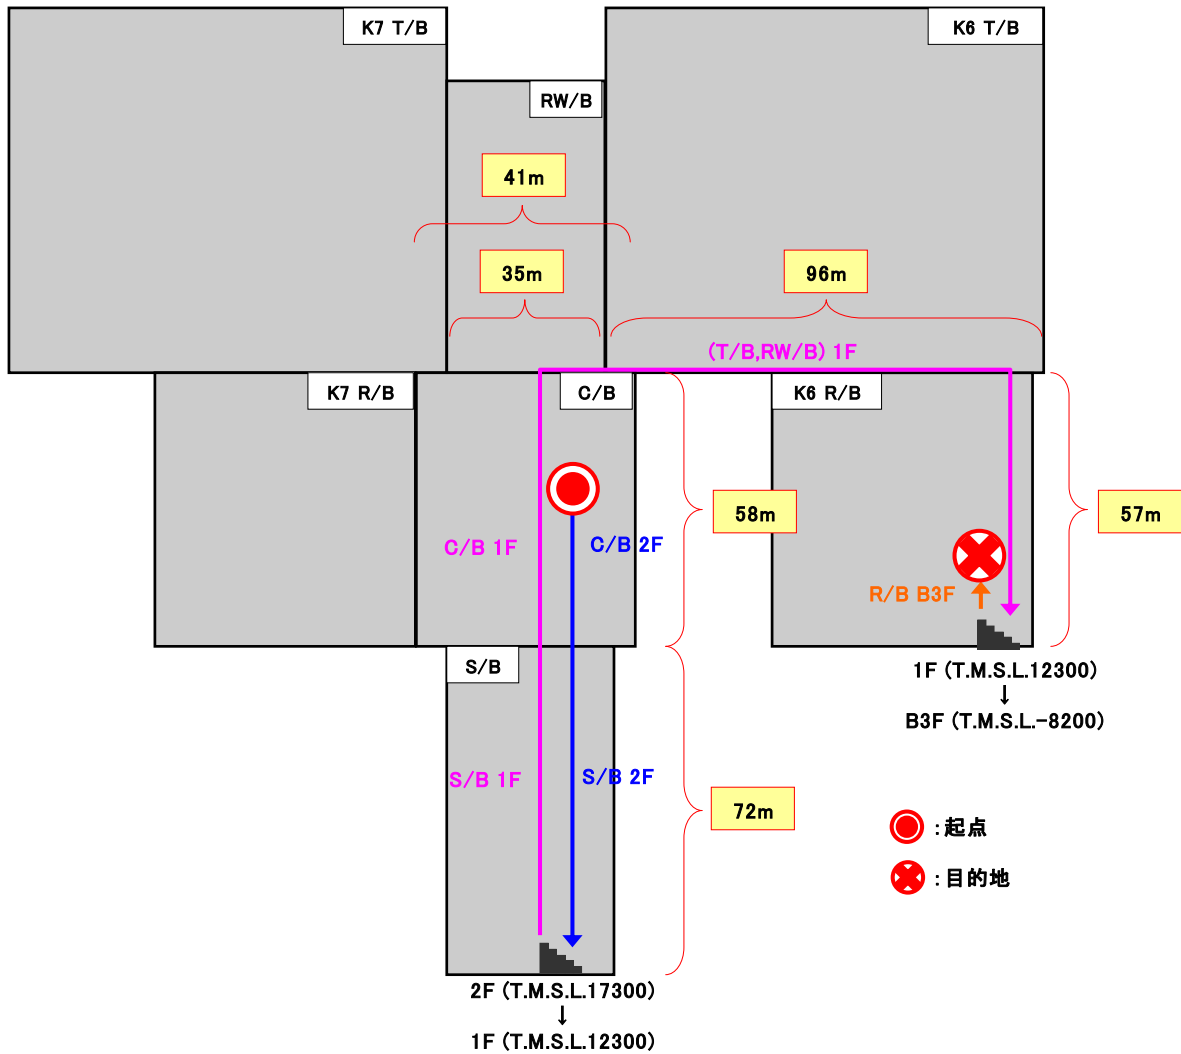 K7 T/B
K6 T/B
RW/B
41m
35m
96m
(T/B,RW/B) 1F
K7 R/B
C/B
K6 R/B
58m
57m
C/B 1F
C/B 2F
R/B B3F
S/B
1F (T.M.S.L.12300)
↓
B3F (T.M.S.L.-8200)
S/B 1F
S/B 2F
72m
:起点
:目的地
2F (T.M.S.L.17300)
↓
1F (T.M.S.L.12300)